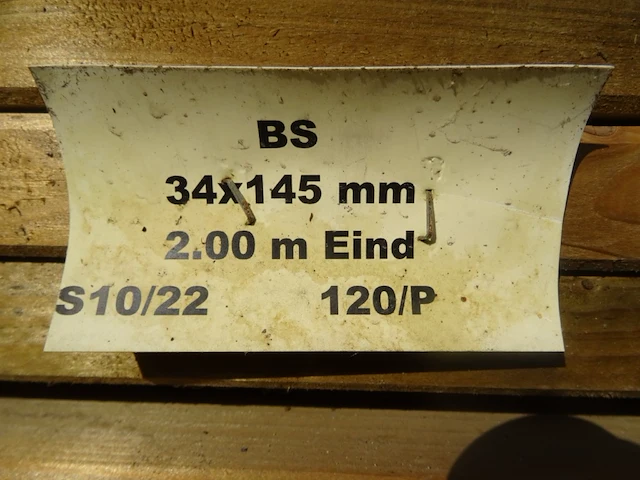 BS
34x145 mm
2.00 m Eind
S10/22 120/P